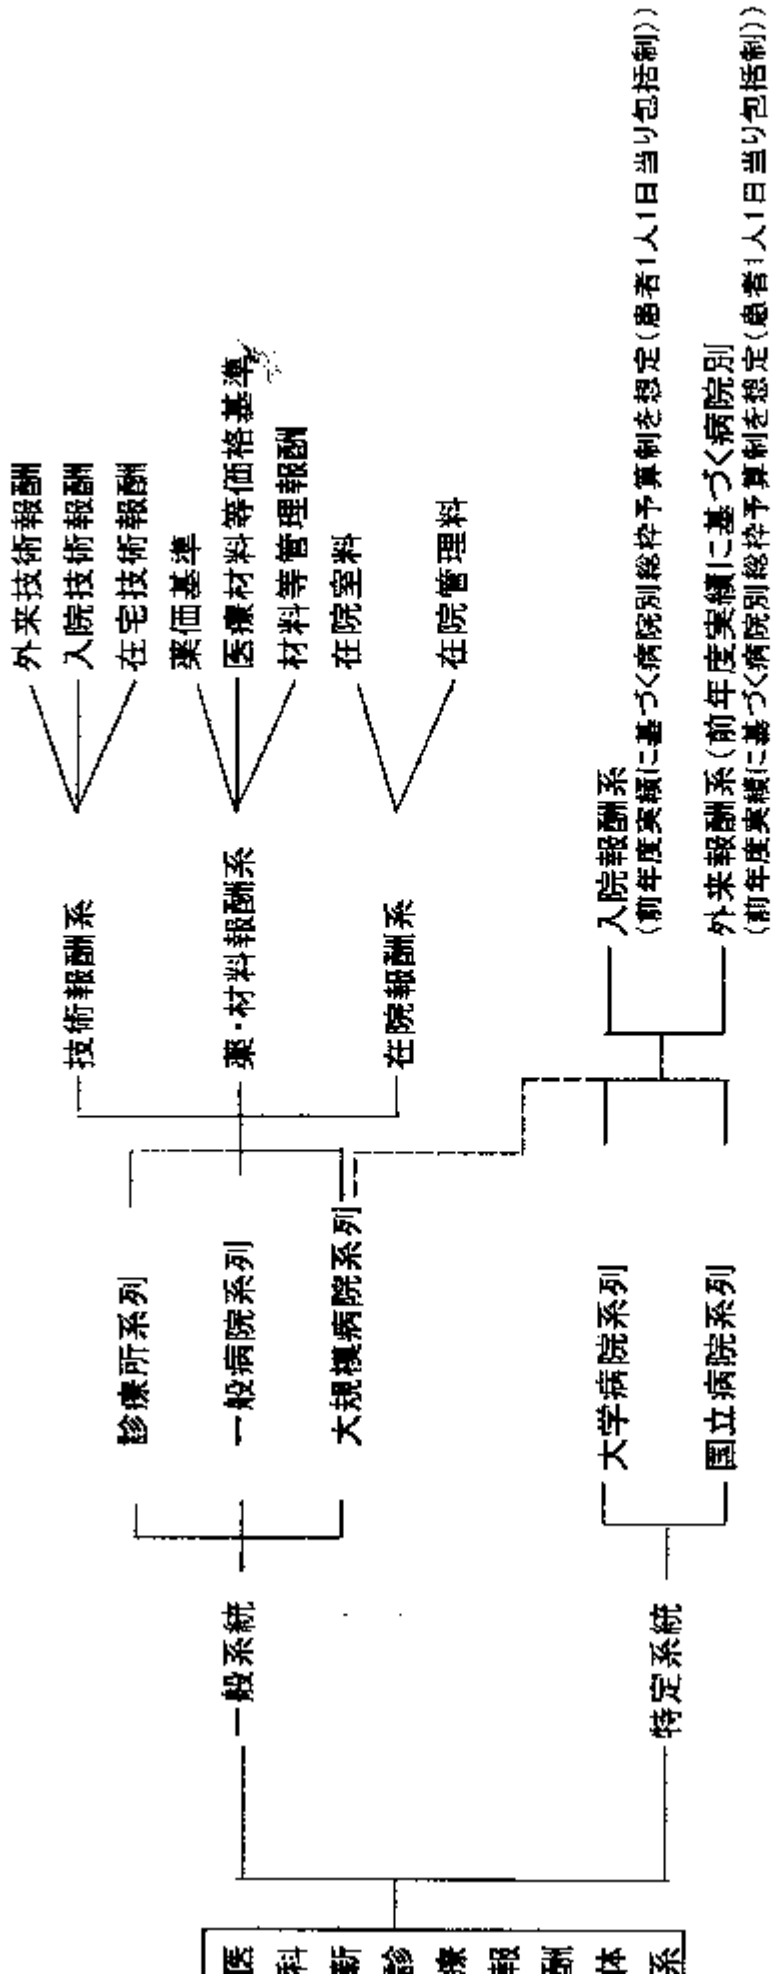 医科新診療報酬体系
一般系統
診療所系列
一般病院系列
大規模病院系列
技術報酬系
外来技術報酬
入院技術報酬
在宅技術報酬
薬・材料報酬系
薬価基準
医療材料等価格基準
材料等管理報酬
在院報酬系
在院室料
在院管理料
特定系統
大学病院系列
国立病院系列
入院報酬系
(前年度実績に基づく病院別総枠予算制を想定(患者1人1日当り包括制))
外来報酬系(前年度実績に基づく病院別
(前年度実績に基づく病院別総枠予算制を想定(患者1人1日当り包括制))